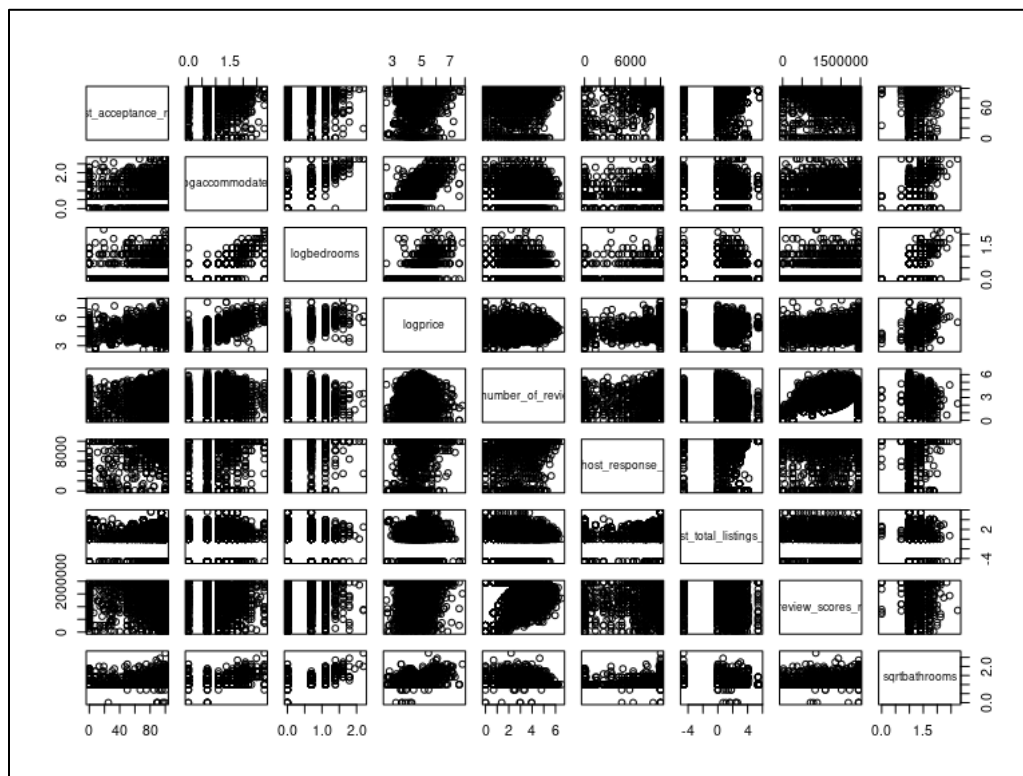 0.0 1.5 3 5 7 0 6000 0 1500000
st_acceptance_r 0 60
0.0 2.0 ogaccommodate
logbedrooms 0.0 1.5
3 6 logprice
number_of_revi 0 3 6
0 8000 host_response_
st_total_listings_ -4 2
0 2000000 review_scores_r
sqrtbathrooms 0.0 2.0
0 40 80 0.0 1.0 2.0 0 2 4 6 -4 0 4 0.0 1.5